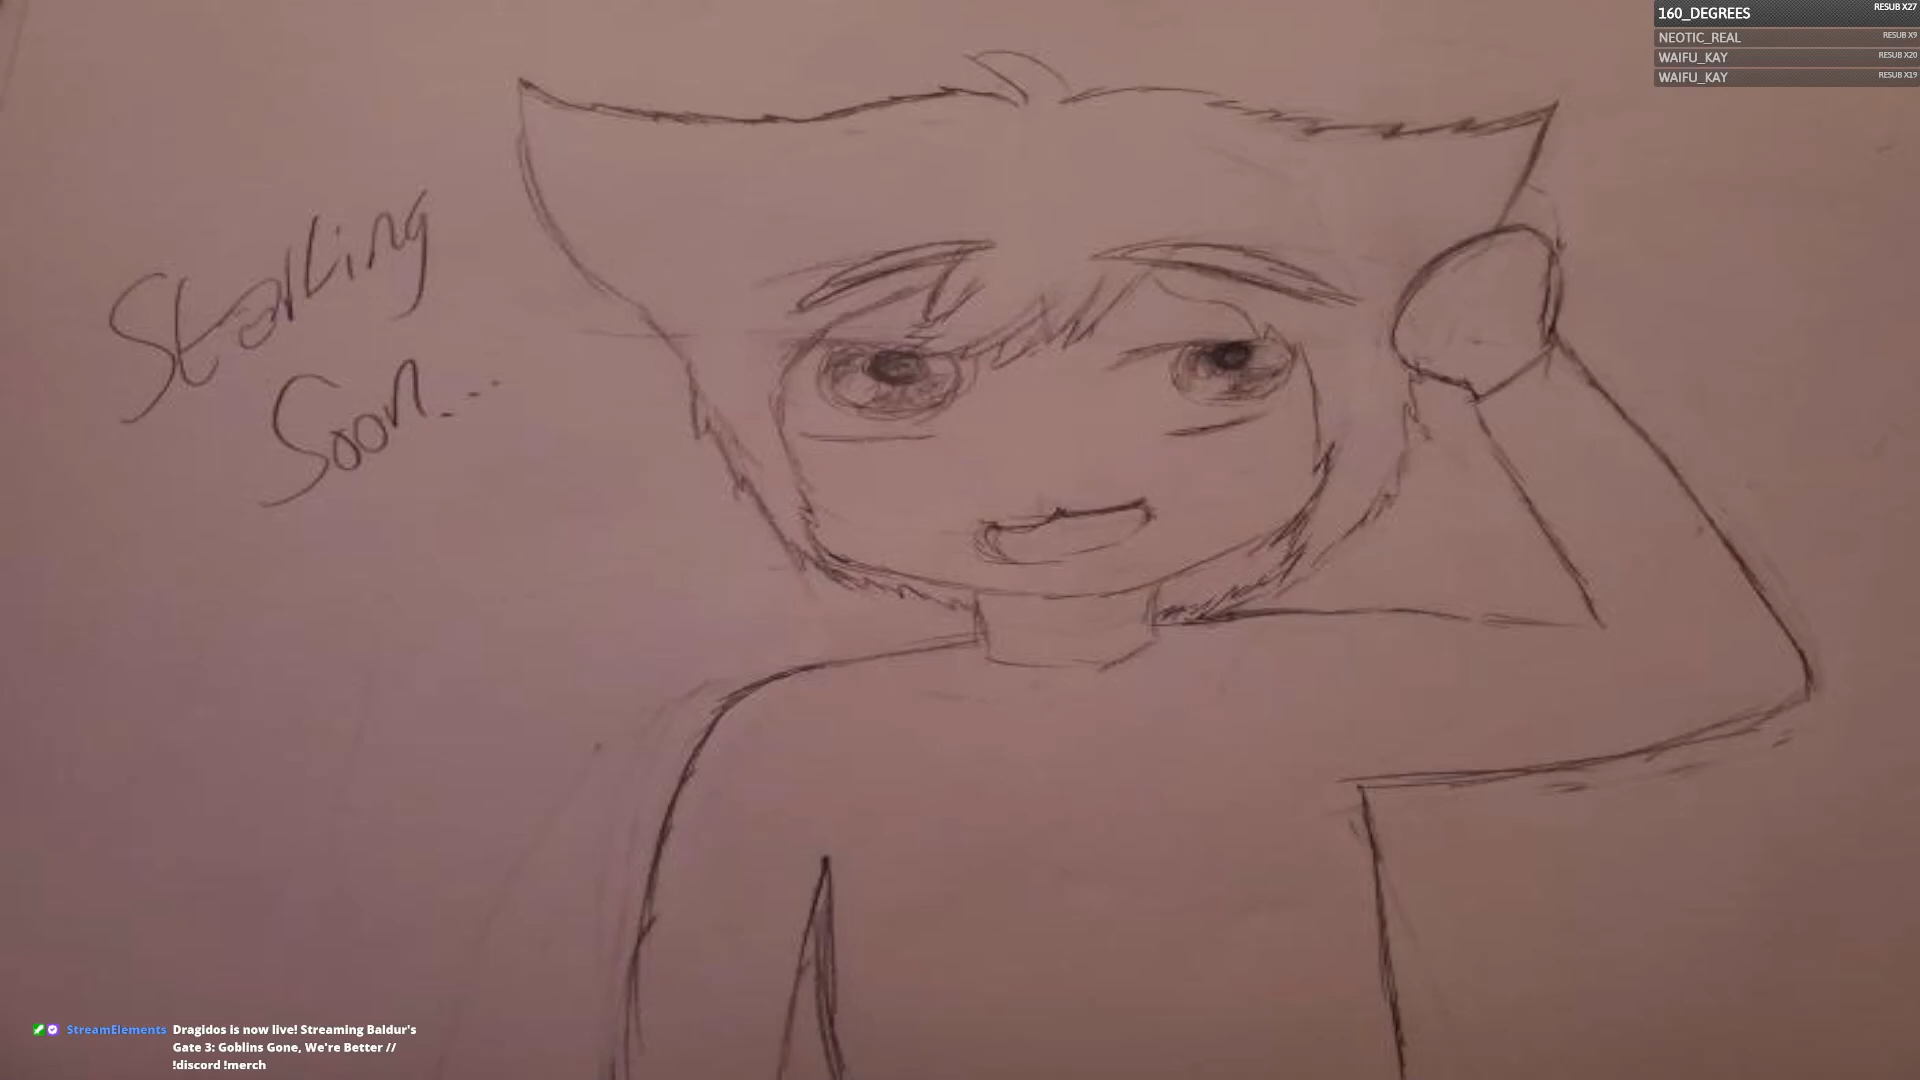 160_DEGREES RESUB X27
NEOTIC_REAL RESUB X9
WAIFU_KAY RESUB X20
WAIFU_KAY RESUB X19
Starting
Soon...
StreamElements Dragidos is now live! Streaming Baldur's
Gate 3: Goblins Gone, We're Better //
!discord !merch